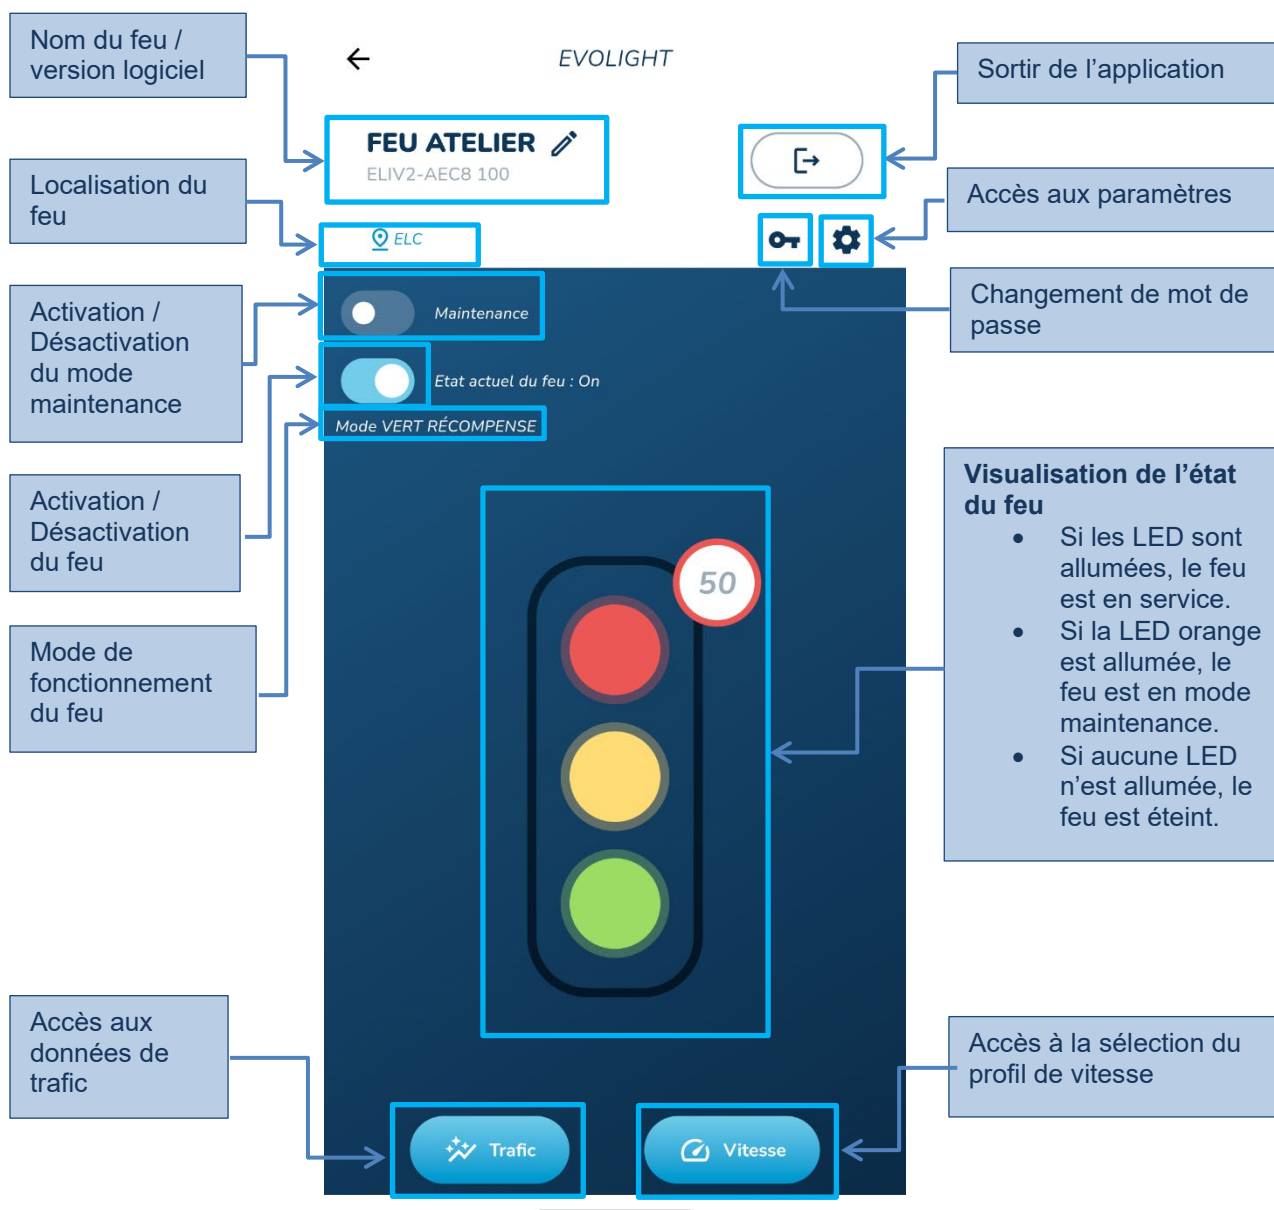 Nom du feu /
version logiciel
EVOLIGHT
Sortir de l’application
FEU ATELIER
ELIV2-AEC8 100
Localisation du
feu
Accès aux paramètres
ELC
Activation /
Désactivation
du mode
maintenance
Maintenance
Changement de mot de
passe
Etat actuel du feu : On
Mode VERT RÉCOMPENSE
Activation /
Désactivation
du feu
Visualisation de l’état
du feu
• Si les LED sont
allumées, le feu
est en service.
• Si la LED orange
est allumée, le
feu est en mode
maintenance.
• Si aucune LED
n’est allumée, le
feu est éteint.
50
Mode de
fonctionnement
du feu
Accès aux
données de
trafic
Accès à la sélection du
profil de vitesse
Trafic
Vitesse